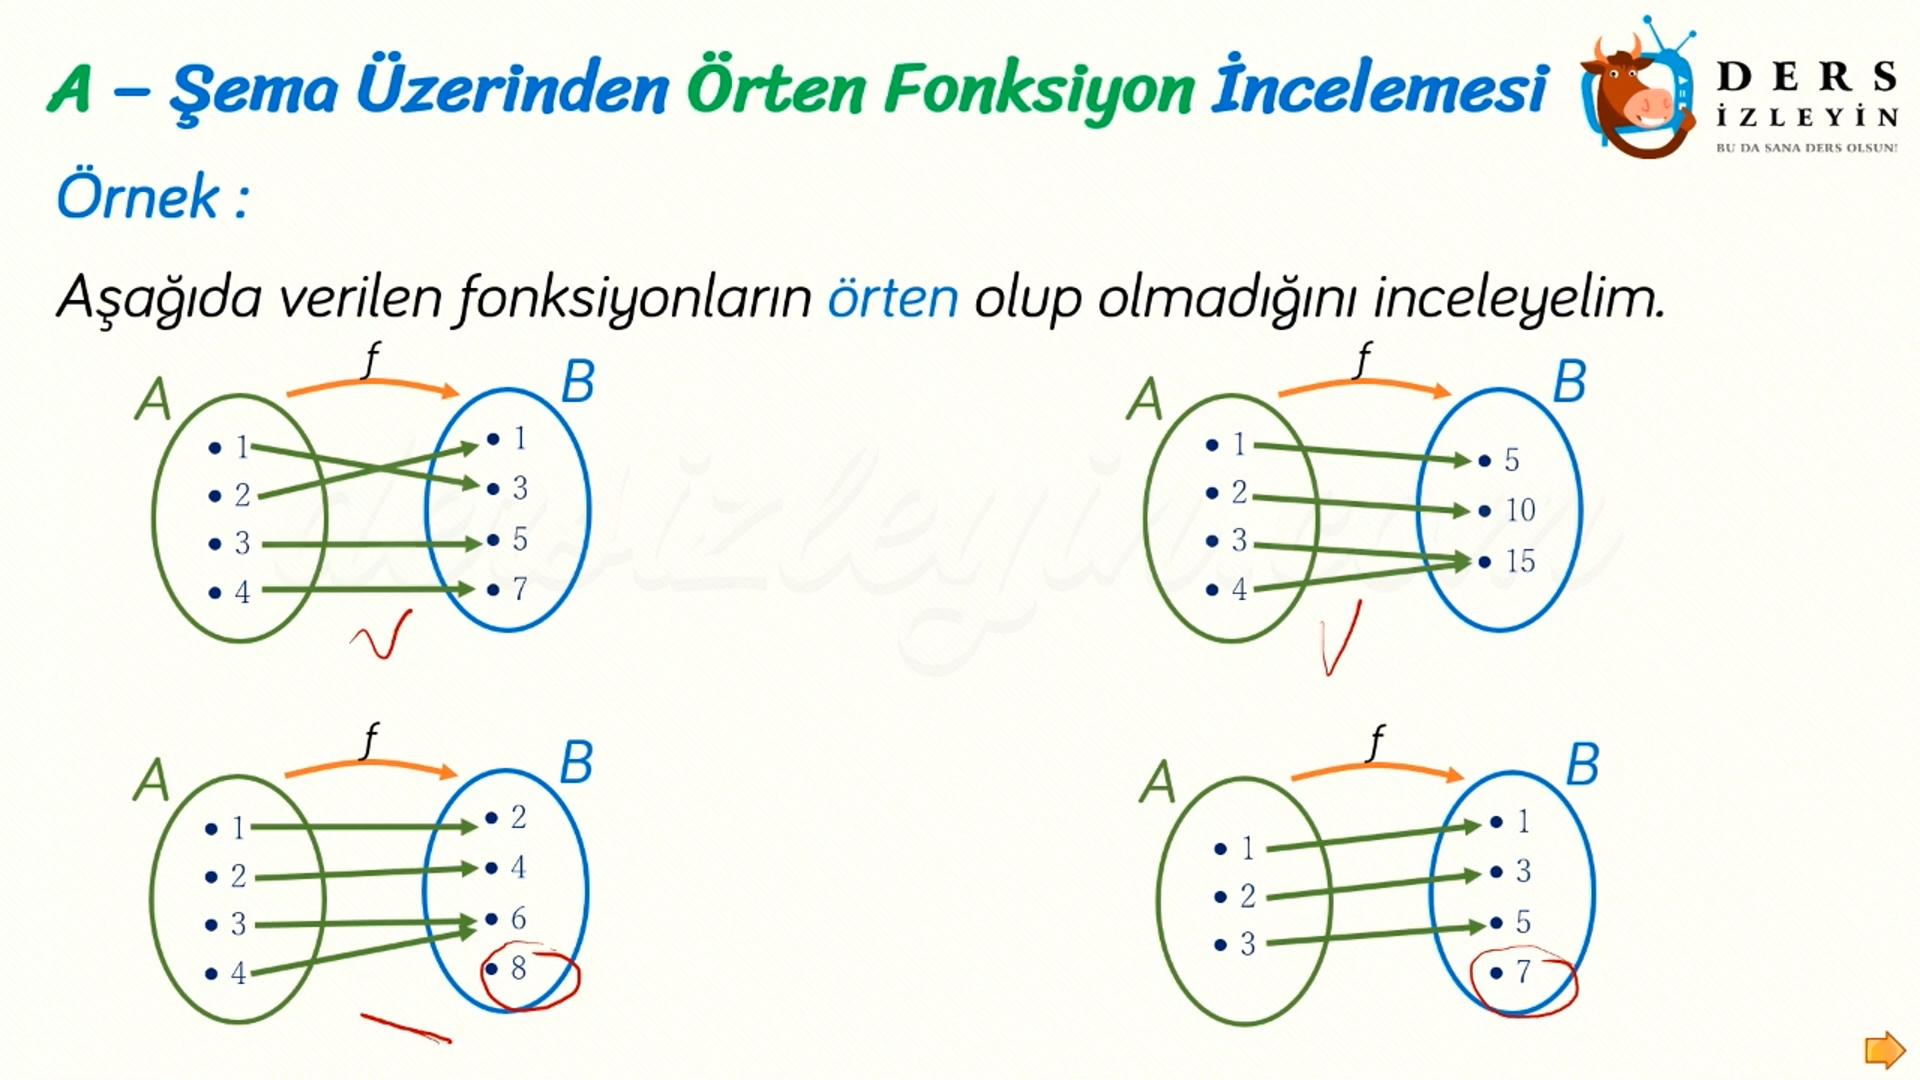 A – Şema Üzerinden Örten Fonksiyon İncelemesi
DERS
İZLEYİN
BU DA SANA DERS OLSUN!
Örnek :
Aşağıda verilen fonksiyonların örten olup olmadığını inceleyelim.
f
A
B
1
2
3
4
1
3
5
7
f
A
B
1
2
3
4
5
10
15
dersizleyin.com
f
A
B
1
2
3
4
2
4
6
8
f
A
B
1
2
3
1
3
5
7